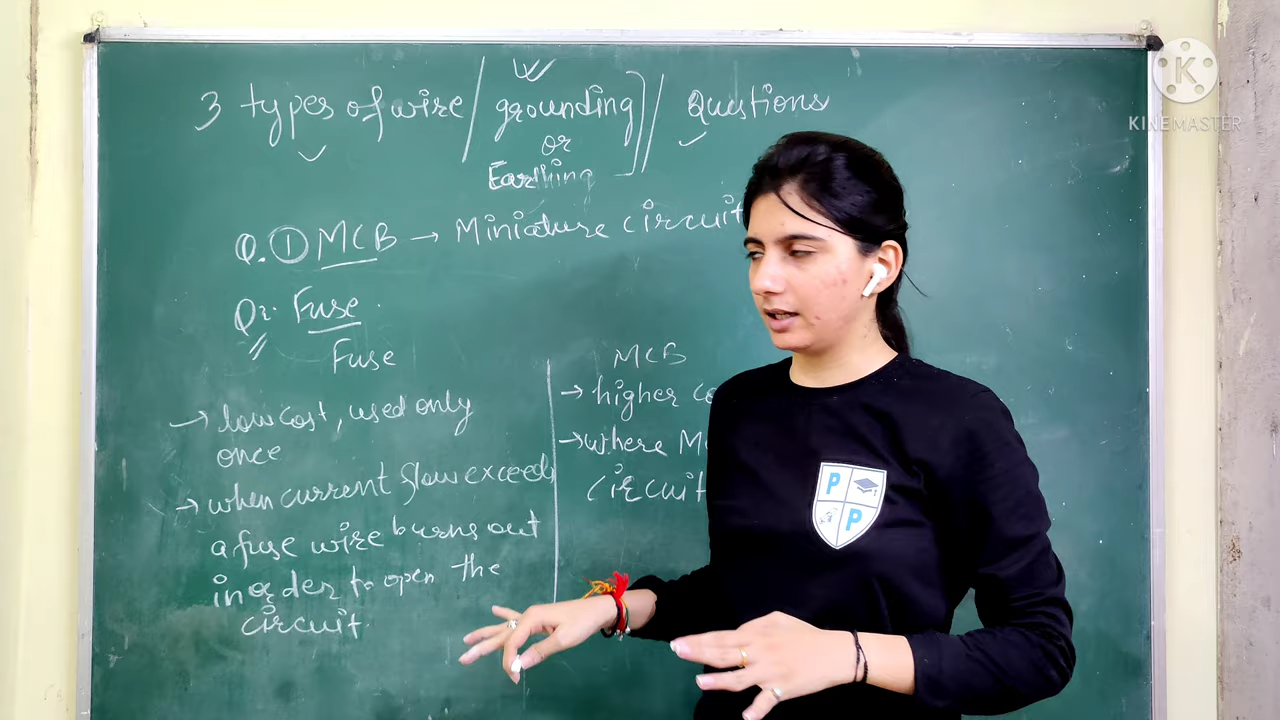 3 types of wire / grounding // Questions
or
Earthing
Q. ① MCB → Miniature circuit
Q2. Fuse
Fuse
→ low cost, used only
once
→ when current flow exceeds
a fuse wire burns out
in order to open the
circuit.
MCB
→ higher
→ where
circuit
P
P
K
KINEMASTER